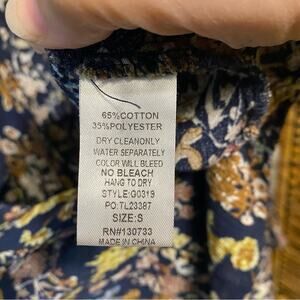 65%COTTON
35%POLYESTER
DRY CLEANONLY
WATER SEPARATELY
COLOR WILL BLEED
NO BLEACH
HANG TO DRY
STYLE:G0319
PO:TL23387
SIZE:S
RN#130733
MADE IN CHINA